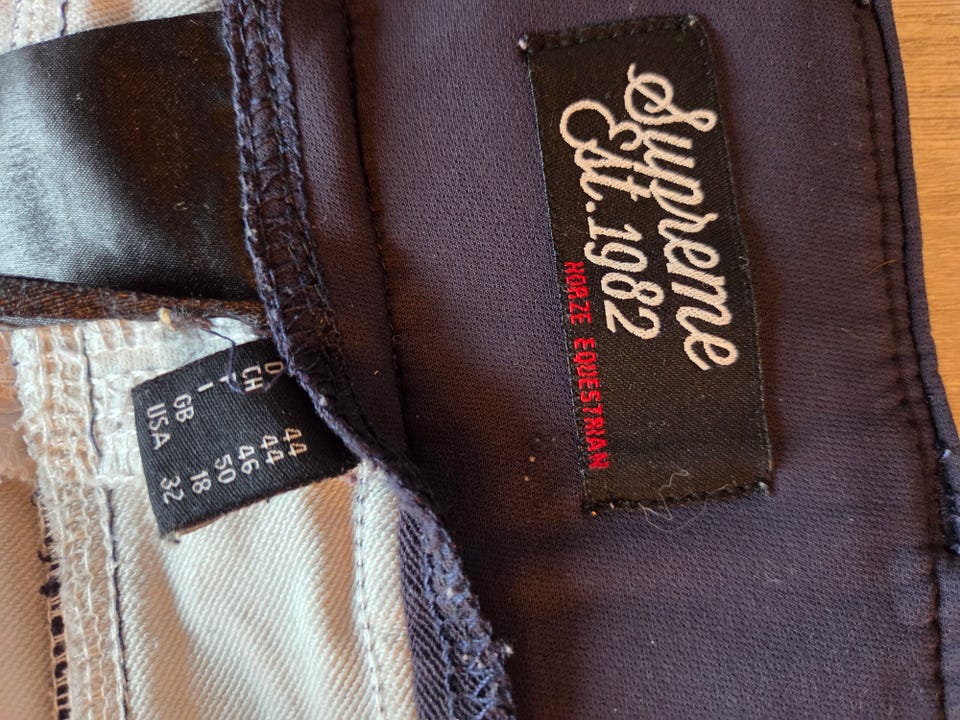 Supreme
Est. 1982
HORZE EQUESTRIAN
D 44
CH 44
F 46
I 50
GB 18
USA 32